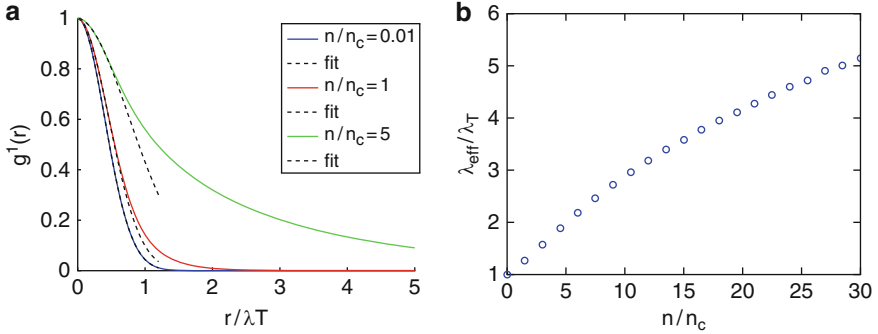 a
1
0.8
0.6
0.4
0.2
0
g¹(r)
0 1 2 3 4 5
r/λT
n/n_c=0.01
fit
n/n_c=1
fit
n/n_c=5
fit
b
6
5
4
3
2
1
λ_eff/λ_T
0 5 10 15 20 25 30
n/n_c